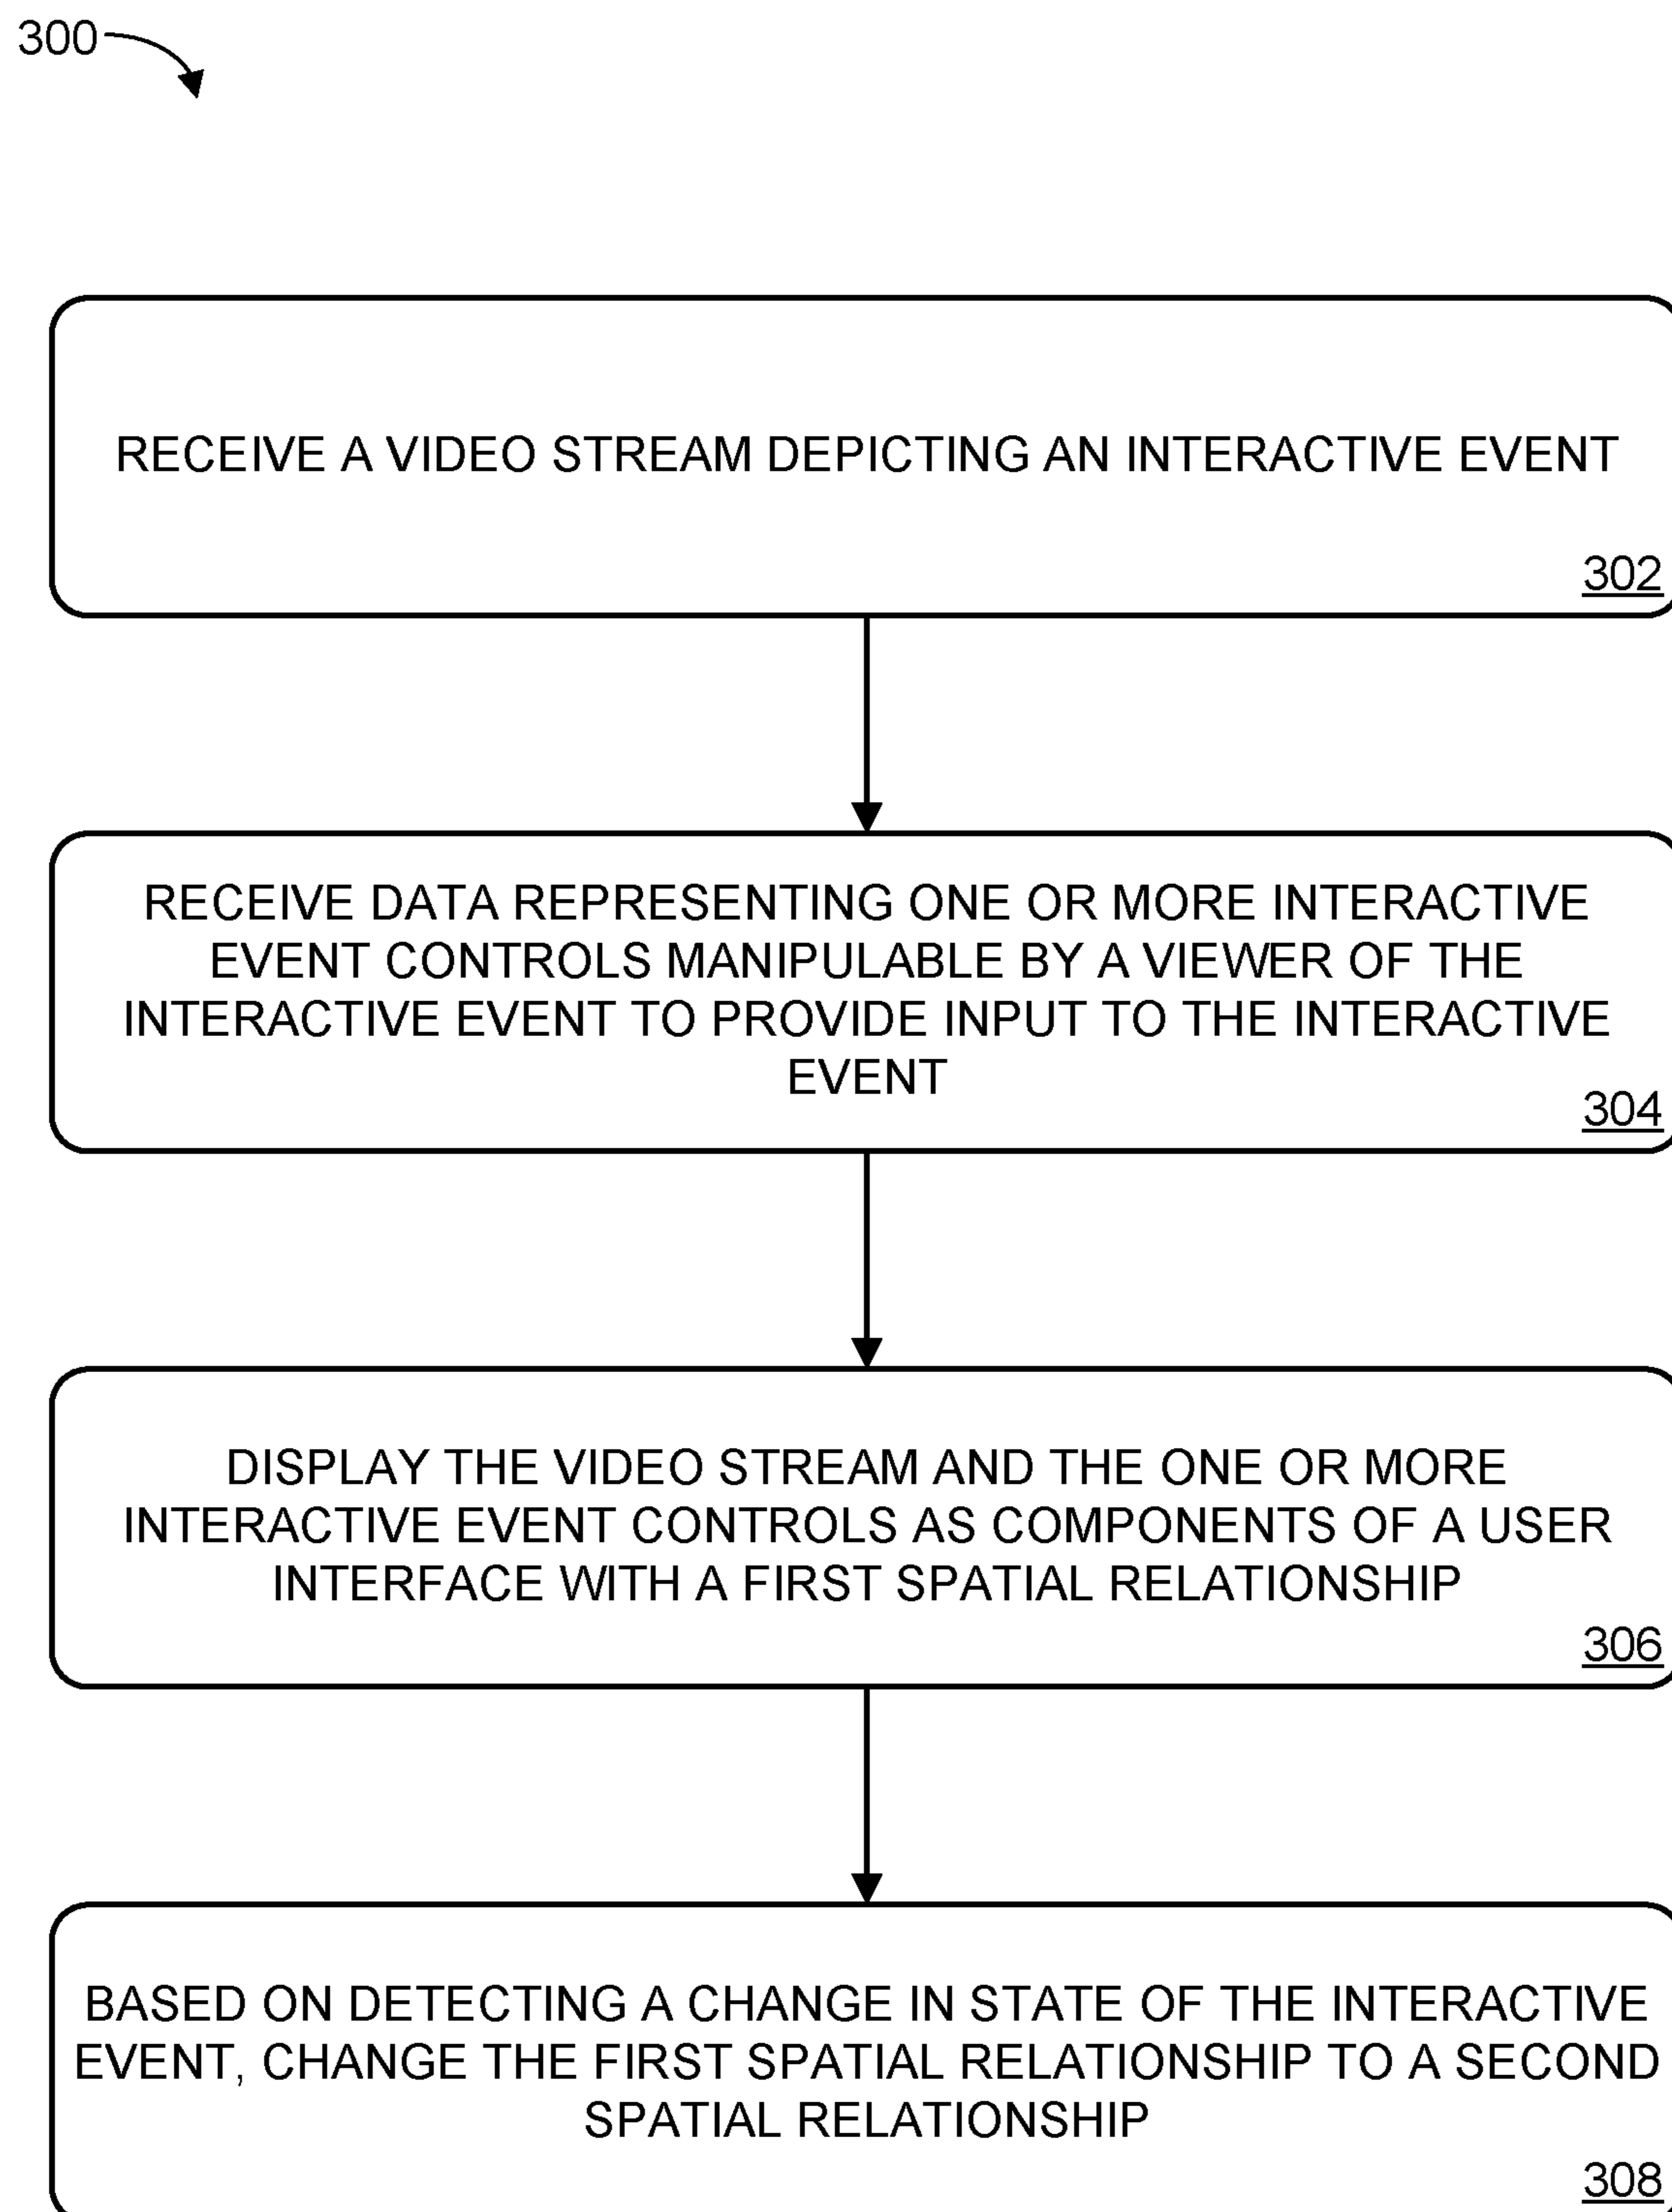 300
RECEIVE A VIDEO STREAM DEPICTING AN INTERACTIVE EVENT
302
RECEIVE DATA REPRESENTING ONE OR MORE INTERACTIVE
EVENT CONTROLS MANIPULABLE BY A VIEWER OF THE
INTERACTIVE EVENT TO PROVIDE INPUT TO THE INTERACTIVE
EVENT
304
DISPLAY THE VIDEO STREAM AND THE ONE OR MORE
INTERACTIVE EVENT CONTROLS AS COMPONENTS OF A USER
INTERFACE WITH A FIRST SPATIAL RELATIONSHIP
306
BASED ON DETECTING A CHANGE IN STATE OF THE INTERACTIVE
EVENT, CHANGE THE FIRST SPATIAL RELATIONSHIP TO A SECOND
SPATIAL RELATIONSHIP
308